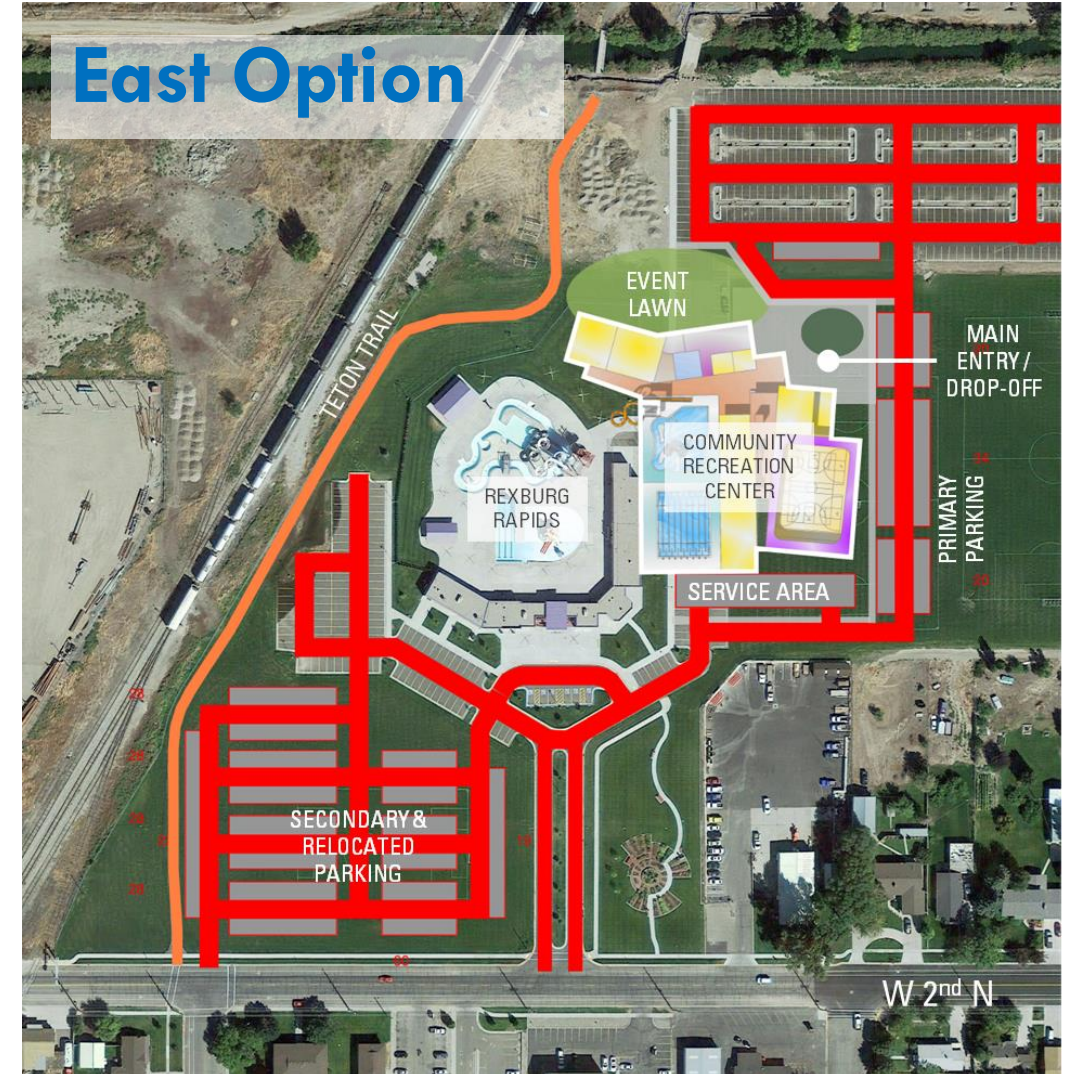 East Option
EVENT
LAWN
MAIN
ENTRY /
DROP-OFF
TETON TRAIL
COMMUNITY
RECREATION
CENTER
REXBURG
RAPIDS
PRIMARY
PARKING
SERVICE AREA
SECONDARY &
RELOCATED
PARKING
W 2nd N